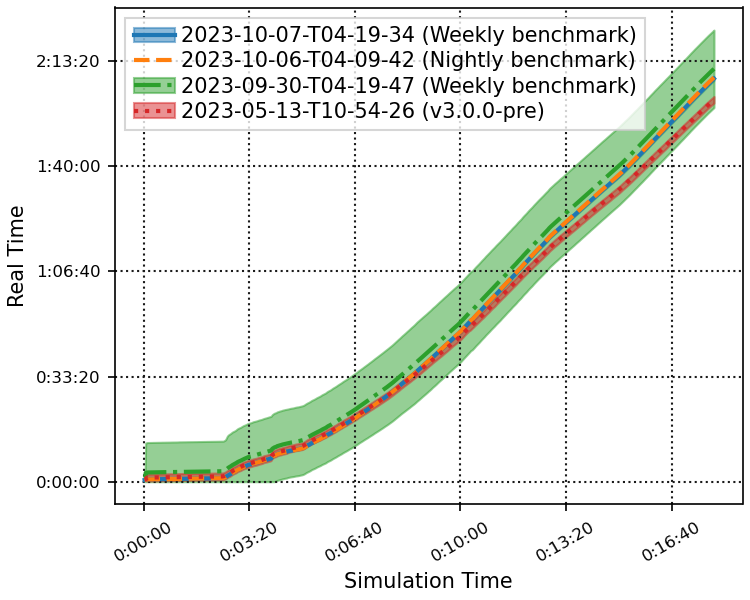 2023-10-07-T04-19-34 (Weekly benchmark)
2023-10-06-T04-09-42 (Nightly benchmark)
2023-09-30-T04-19-47 (Weekly benchmark)
2023-05-13-T10-54-26 (v3.0.0-pre)
Real Time
2:13:20
1:40:00
1:06:40
0:33:20
0:00:00
0:00:00 0:03:20 0:06:40 0:10:00 0:13:20 0:16:40
Simulation Time